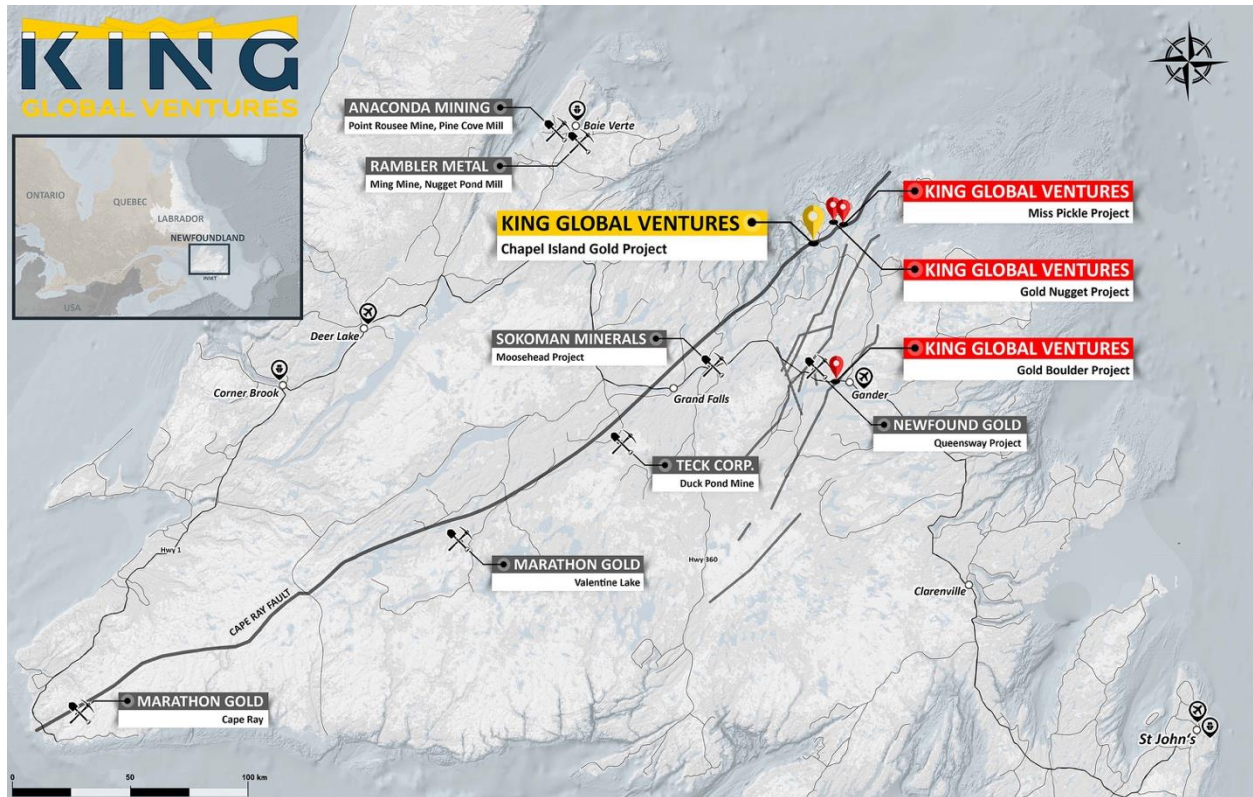 KING
GLOBAL VENTURES
ONTARIO
QUEBEC
LABRADOR
NEWFOUNDLAND
INSET
USA
ANACONDA MINING
Point Rousee Mine, Pine Cove Mill
Baie Verte
RAMBLER METAL
Ming Mine, Nugget Pond Mill
KING GLOBAL VENTURES
Chapel Island Gold Project
KING GLOBAL VENTURES
Miss Pickle Project
KING GLOBAL VENTURES
Gold Nugget Project
Deer Lake
SOKOMAN MINERALS
Moosehead Project
KING GLOBAL VENTURES
Gold Boulder Project
Corner Brook
Grand Falls
Gander
NEWFOUND GOLD
Queensway Project
TECK CORP.
Duck Pond Mine
Hwy 1
MARATHON GOLD
Valentine Lake
Hwy 360
Clarenville
CAPE RAY FAULT
MARATHON GOLD
Cape Ray
St John's
0 50 100 km